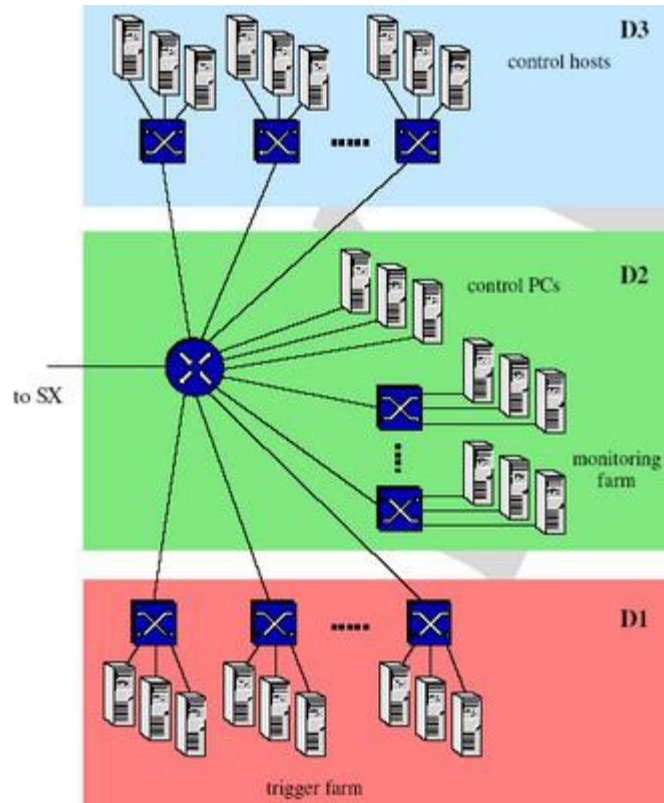 D3
control hosts
D2
control PCs
to SX
monitoring
farm
D1
trigger farm